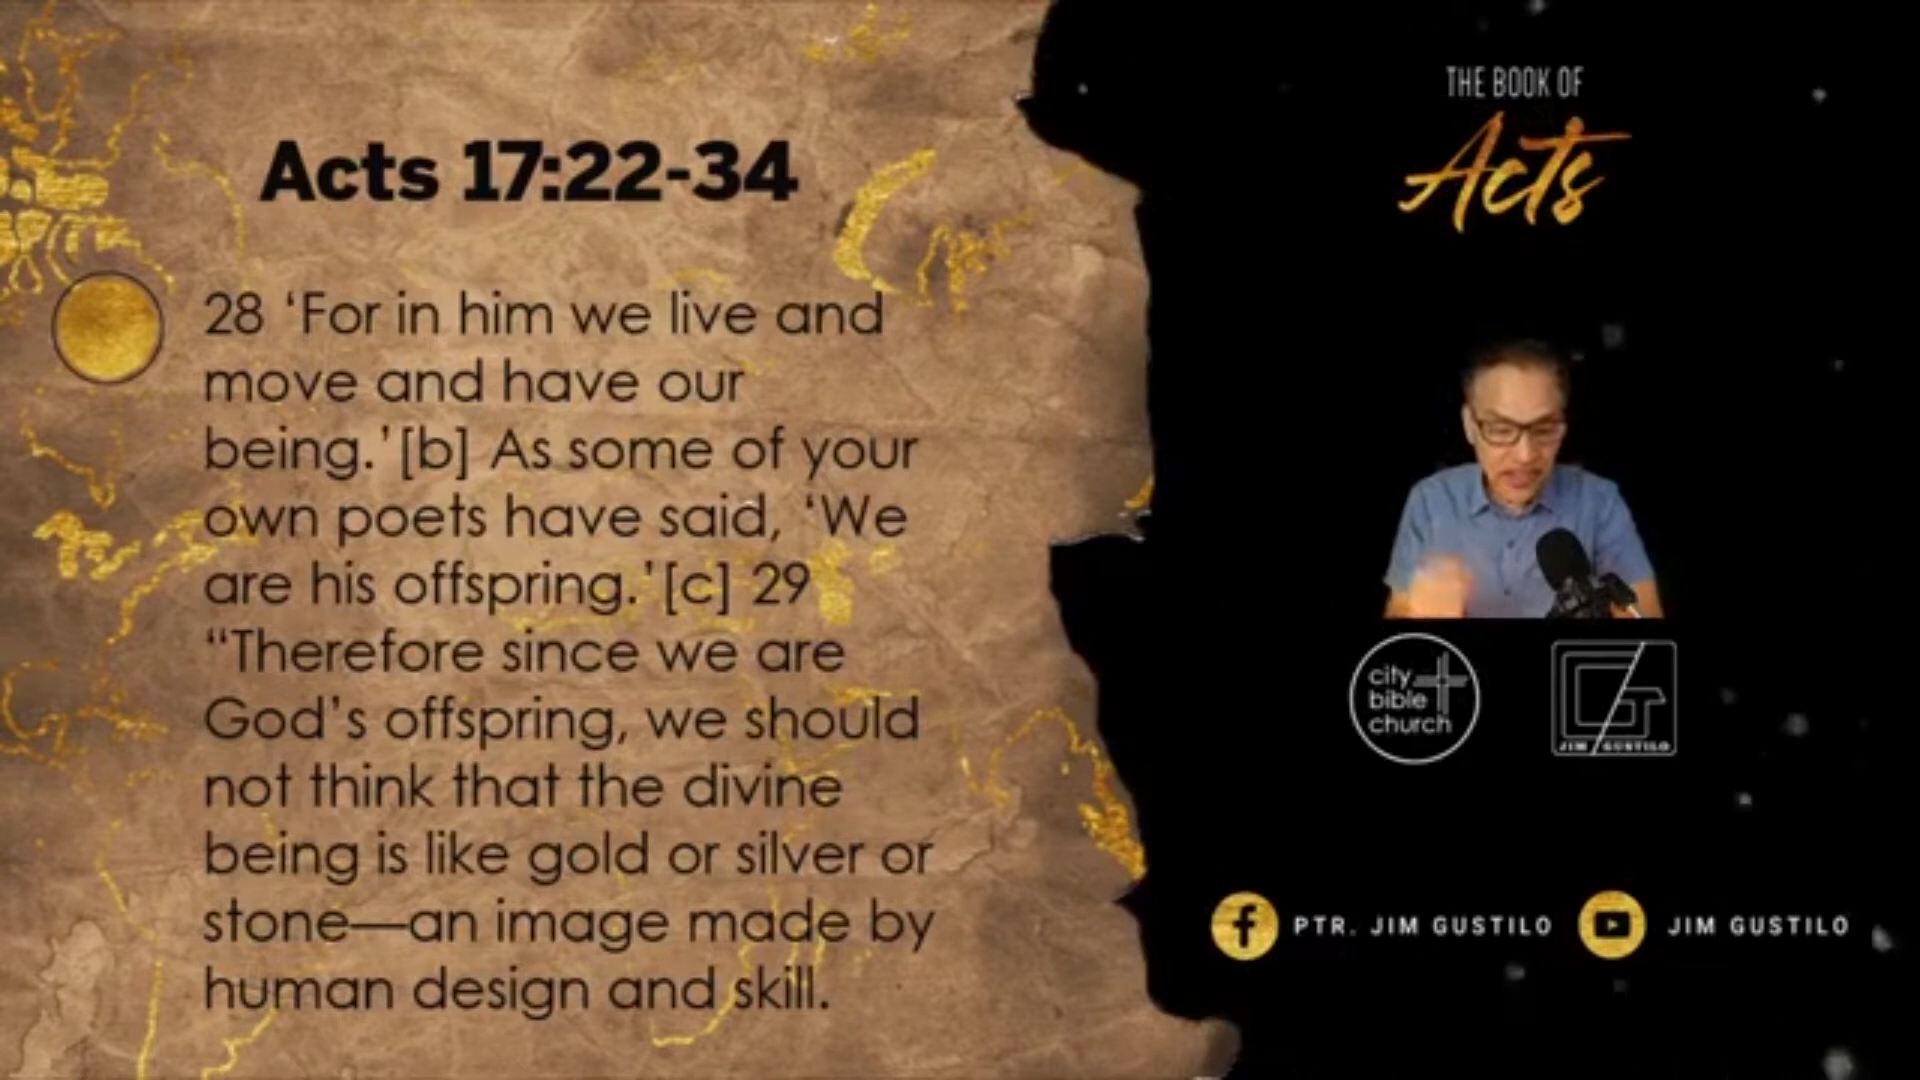 Acts 17:22-34
28 ‘For in him we live and
move and have our
being.’[b] As some of your
own poets have said, ‘We
are his offspring.’[c] 29
“Therefore since we are
God’s offspring, we should
not think that the divine
being is like gold or silver or
stone—an image made by
human design and skill.
THE BOOK OF
Acts
city
bible
church
JIM GUSTILO
PTR. JIM GUSTILO
JIM GUSTILO